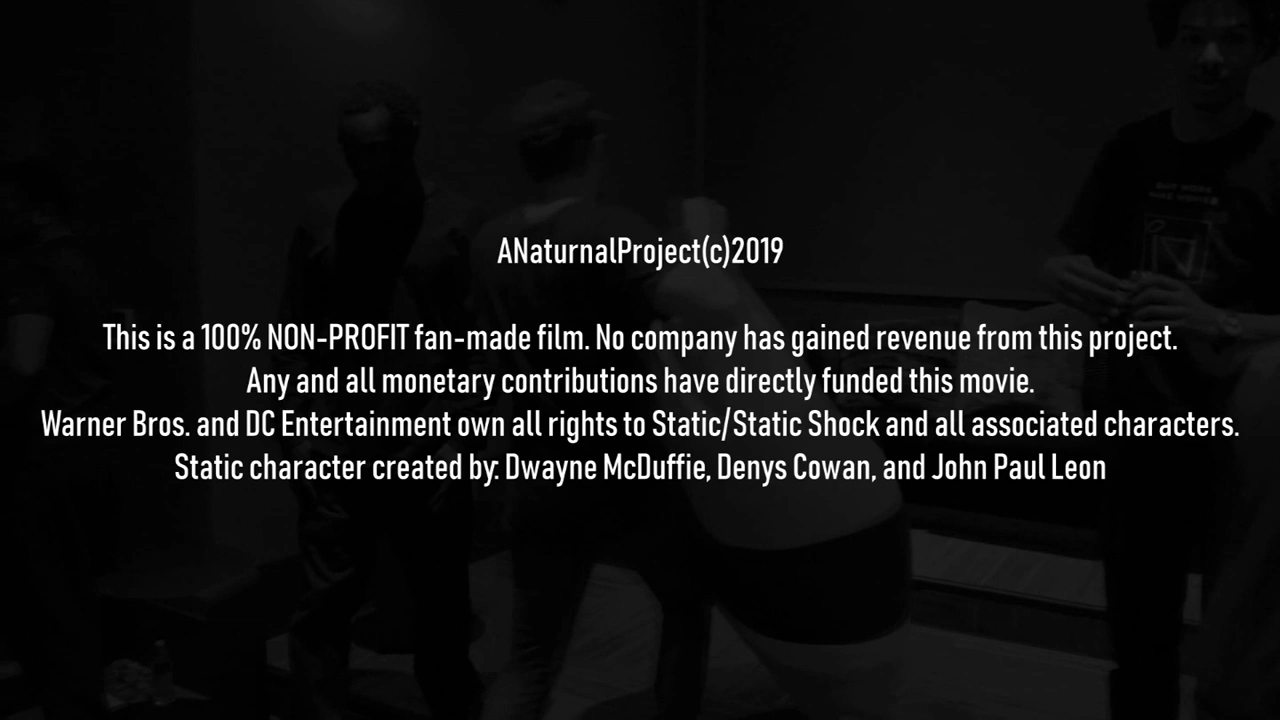 ANaturnalProject(c)2019
This is a 100% NON-PROFIT fan-made film. No company has gained revenue from this project.
Any and all monetary contributions have directly funded this movie.
Warner Bros. and DC Entertainment own all rights to Static/Static Shock and all associated characters.
Static character created by: Dwayne McDuffie, Denys Cowan, and John Paul Leon